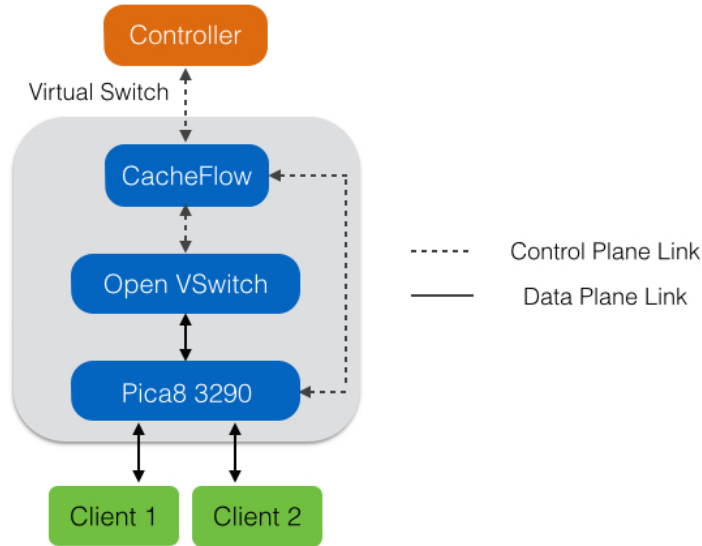 Controller
Virtual Switch
CacheFlow
Open VSwitch
Pica8 3290
Client 1
Client 2
Control Plane Link
Data Plane Link